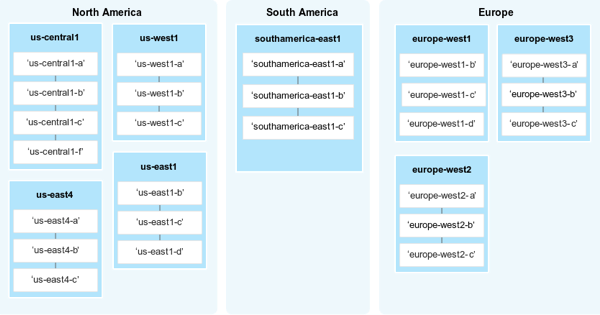 North America
us-central1
'us-central1-a'
'us-central1-b'
'us-central1-c'
'us-central1-f'
us-west1
'us-west1-a'
'us-west1-b'
'us-west1-c'
us-east4
'us-east4-a'
'us-east4-b'
'us-east4-c'
us-east1
'us-east1-b'
'us-east1-c'
'us-east1-d'
South America
southamerica-east1
'southamerica-east1-a'
'southamerica-east1-b'
'southamerica-east1-c'
Europe
europe-west1
'europe-west1-b'
'europe-west1-c'
'europe-west1-d'
europe-west3
'europe-west3-a'
'europe-west3-b'
'europe-west3-c'
europe-west2
'europe-west2-a'
'europe-west2-b'
'europe-west2-c'